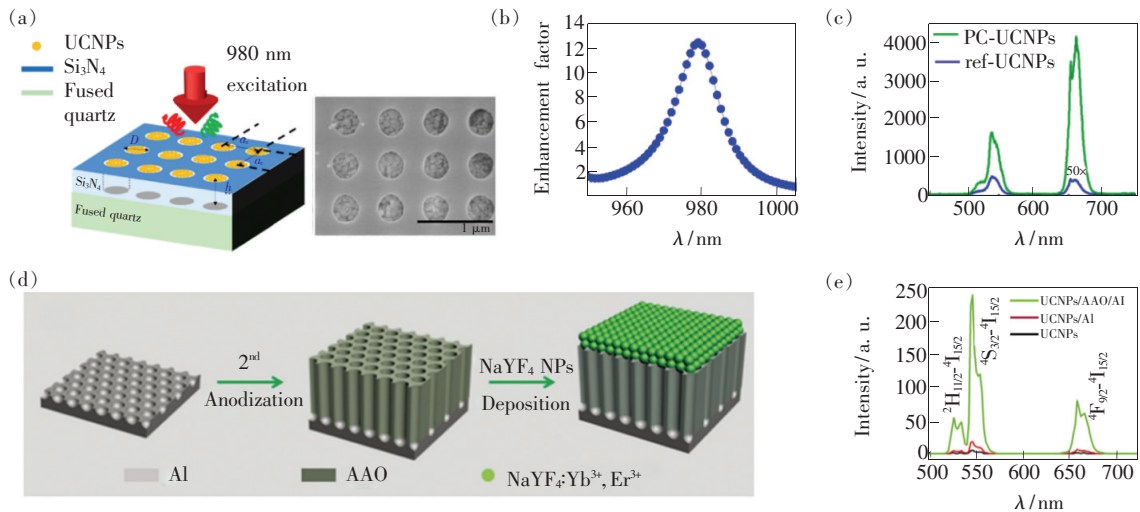 (a)
UCNPs
Si₃N₄
Fused
quartz
980 nm
excitation
D
h
Si₃N₄
Fused quartz
1 μm
(b)
Enhancement factor
14
12
10
8
6
4
2
960
980
1000
λ/nm
(c)
Intensity/a. u.
4000
3000
2000
1000
0
PC-UCNPs
ref-UCNPs
50×
500
600
700
λ/nm
(d)
2nd
Anodization
NaYF₄ NPs
Deposition
Al
AAO
NaYF₄:Yb³⁺, Er³⁺
(e)
Intensity/a. u.
250
200
150
100
50
0
UCNPs/AAO/Al
UCNPs/Al
UCNPs
²H₁₁/₂-⁴I₁₅/₂
⁴S₃/₂-⁴I₁₅/₂
⁴F₉/₂-⁴I₁₅/₂
500
550
600
650
700
λ/nm